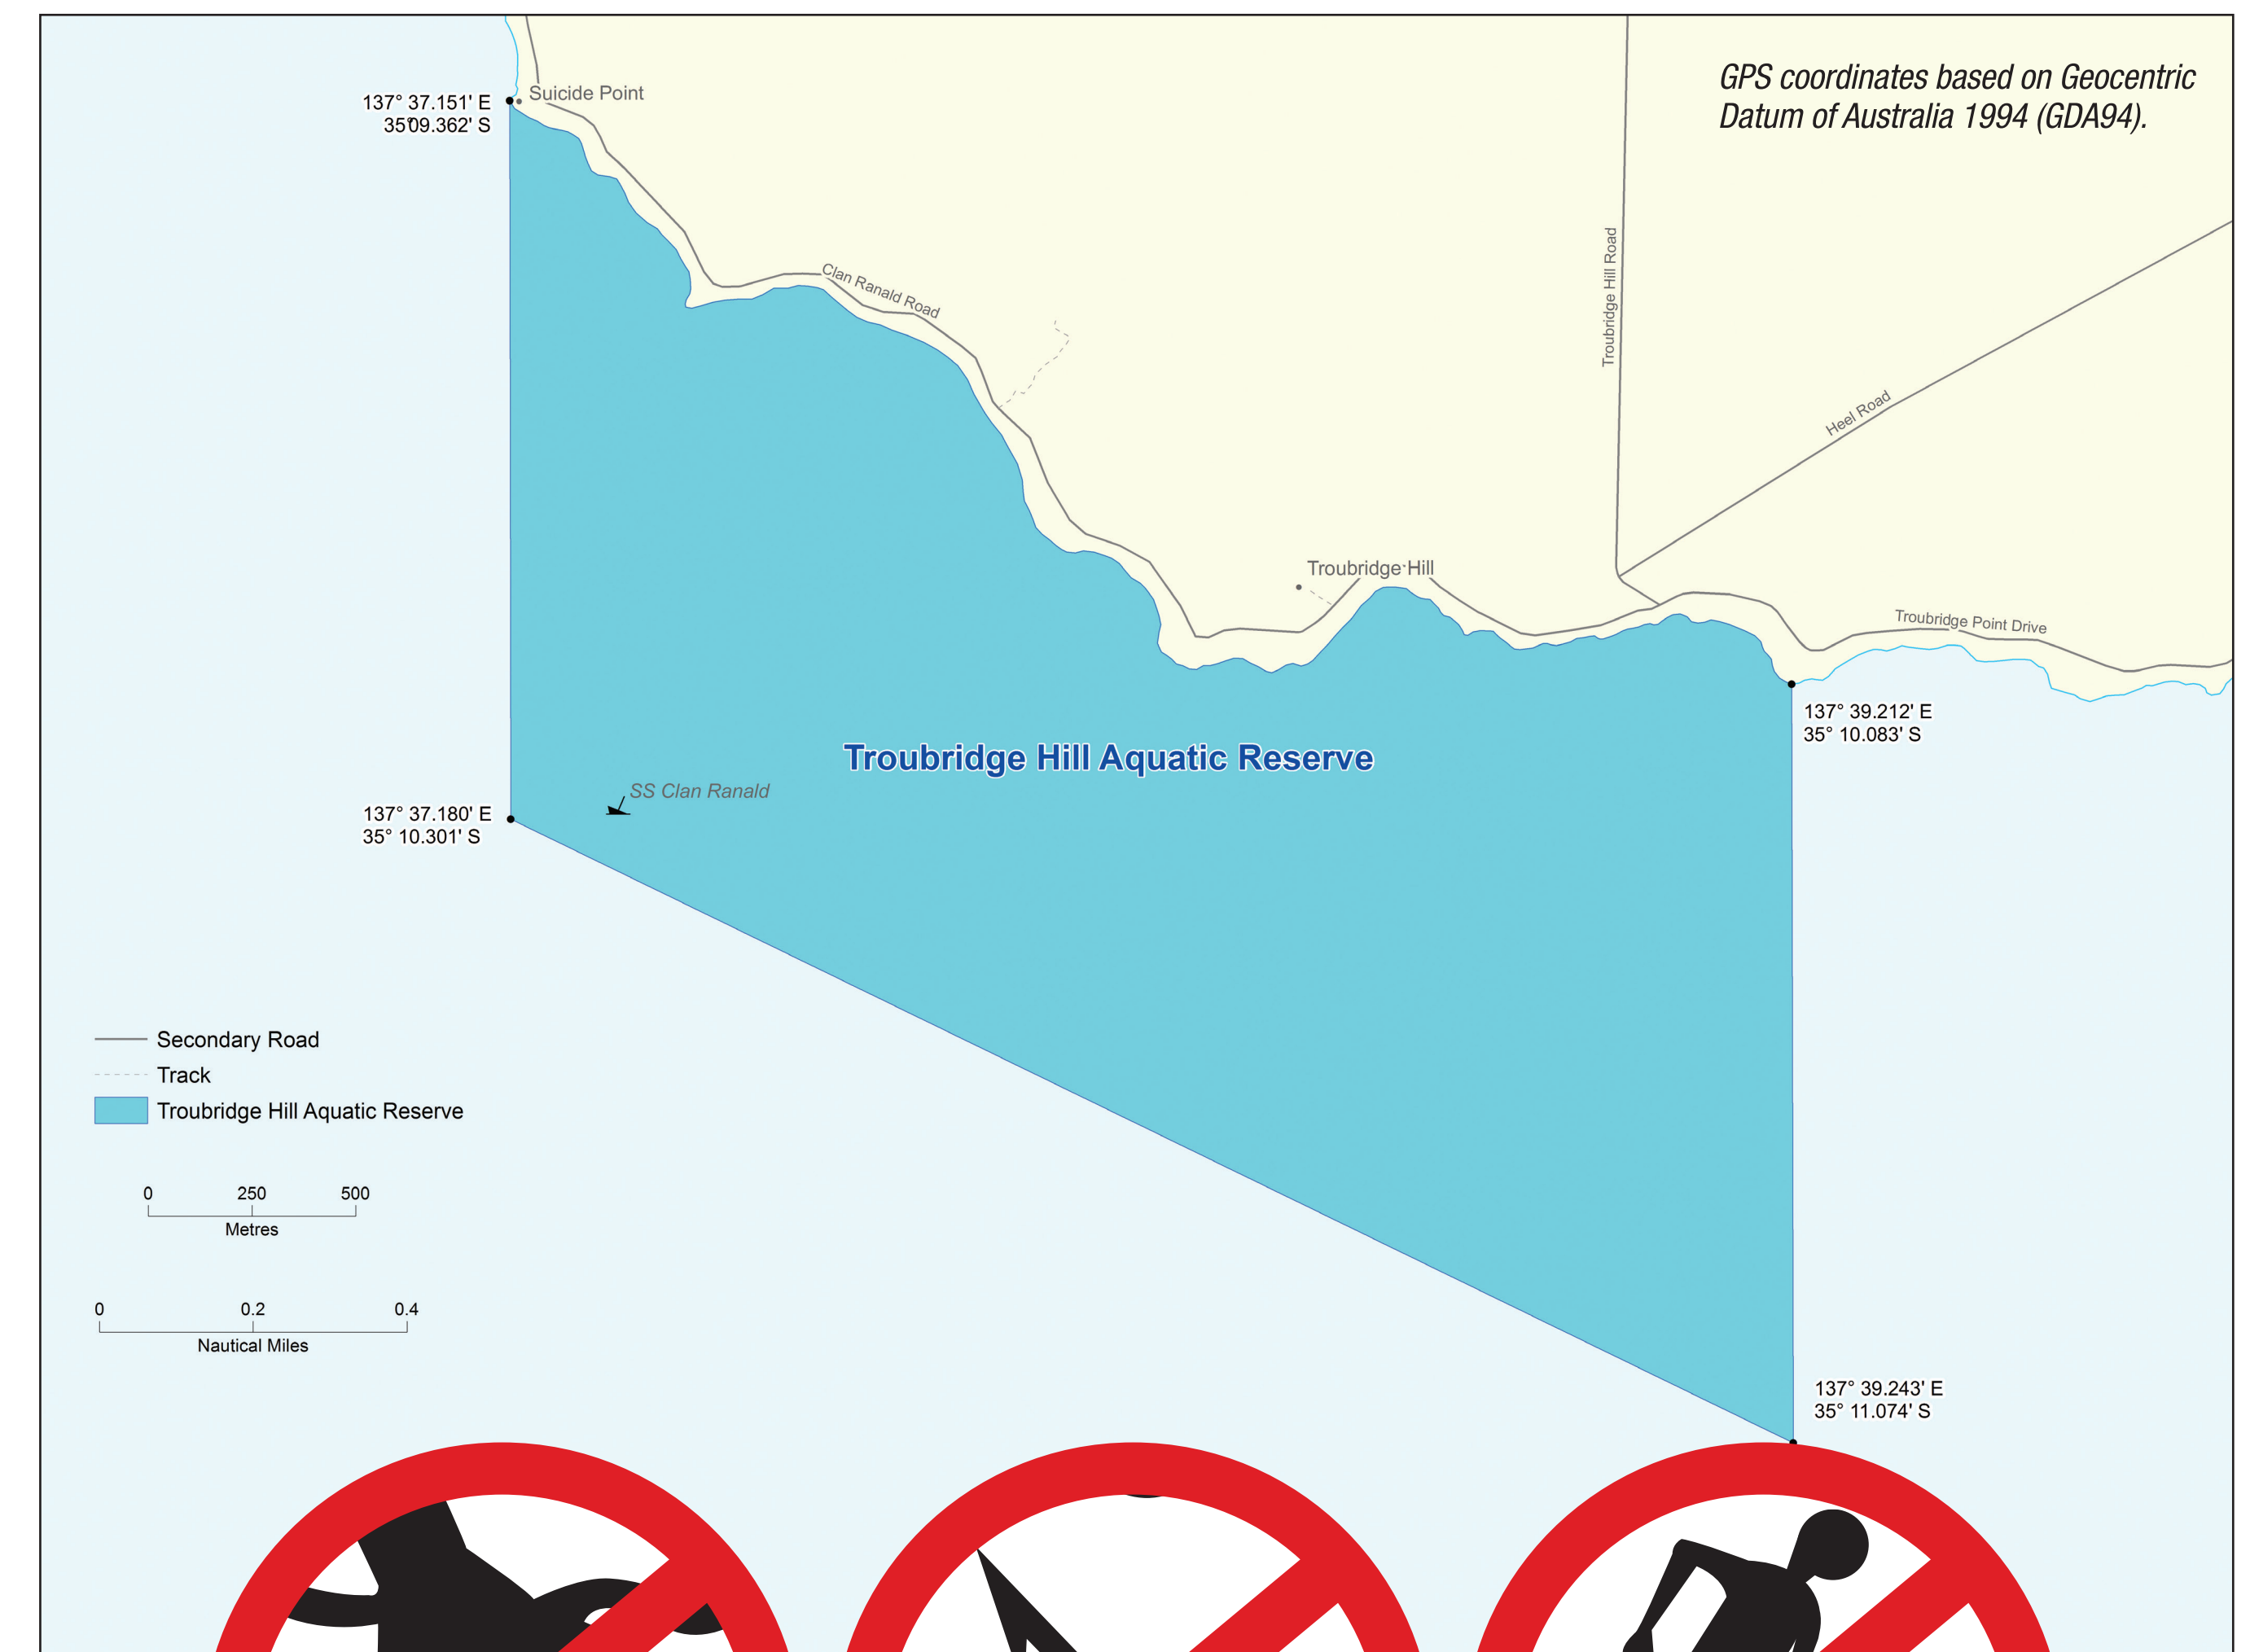 GPS coordinates based on Geocentric
Datum of Australia 1994 (GDA94).
137° 37.151' E
35°09.362' S
Suicide Point
Clan Ranald Road
Troubridge Hill Road
Heel Road
Troubridge Hill
Troubridge Point Drive
137° 39.212' E
35° 10.083' S
Troubridge Hill Aquatic Reserve
SS Clan Ranald
137° 37.180' E
35° 10.301' S
Secondary Road
Track
Troubridge Hill Aquatic Reserve
0 250 500
Metres
0 0.2 0.4
Nautical Miles
137° 39.243' E
35° 11.074' S